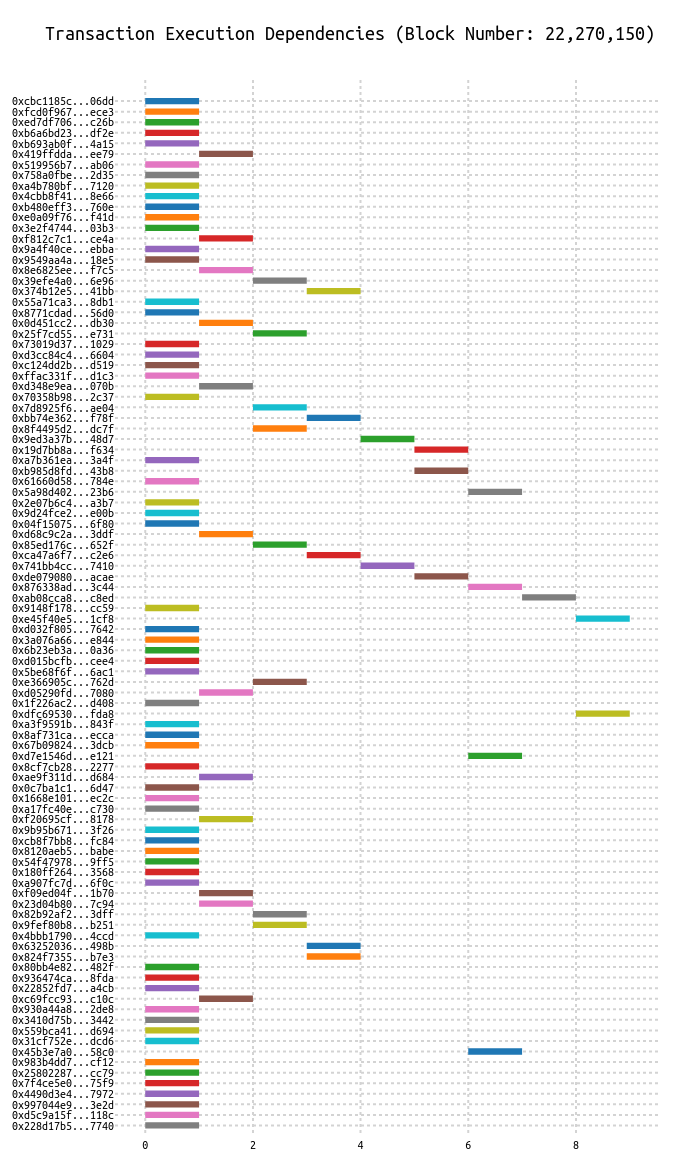 Transaction Execution Dependencies (Block Number: 22,270,150)
0xcbc1185c...06dd
0xfcd0f967...ece3
0xed7df706...c26b
0xb6a6bd23...df2e
0xb693ab0f...4a15
0x419ffdda...ee79
0x519956b7...ab06
0x758a0fbe...2d35
0xa4b780bf...7120
0x4cbb8f41...8e66
0xb480eff3...760e
0xe0a09f76...f41d
0x3e2f4744...03b3
0xf812c7c1...ce4a
0x9a4f40ce...ebba
0x9549aa4a...18e5
0x8e6825ee...f7c5
0x39efe4a0...6e96
0x374b12e5...41bb
0x55a71ca3...8db1
0x8771cdad...56d0
0x0d451cc2...db30
0x25f7cd55...e731
0x73019d37...1029
0xd3cc84c4...6604
0xc124dd2b...d519
0xffac331f...d1c3
0xd348e9ea...070b
0x70358b98...2c37
0x7d8925f6...ae04
0xbb74e362...f78f
0x8f4495d2...dc7f
0x9ed3a37b...48d7
0x19d7bb8a...f634
0xa7b361ea...3a4f
0xb985d8fd...43b8
0x61660d58...784e
0x5a98d402...23b6
0x2e07b6c4...a3b7
0x9d24fce2...e00b
0x04f15075...6f80
0xd68c9c2a...3ddf
0x85ed176c...652f
0xca47a6f7...c2e6
0x741bb4cc...7410
0xde079080...acae
0x876338ad...3c44
0xab08cca8...c8ed
0x9148f178...cc59
0xe45f40e5...1cf8
0xd032f805...7642
0x3a076a66...e844
0x6b23eb3a...0a36
0xd015bcfb...cee4
0x5be68f6f...6ac1
0xe366905c...762d
0xd05290fd...7080
0x1f226ac2...d408
0xdfc69530...fda8
0xa3f9591b...843f
0x8af731ca...ecca
0x67b09824...3dcb
0xd7e1546d...e121
0x8cf7cb28...2277
0xae9f311d...d684
0x0c7ba1c1...6d47
0x1668e101...ec2c
0xa17fc40e...c730
0xf20695cf...8178
0x9b95b671...3f26
0xcb8f7bb8...fc84
0x8120aeb5...babe
0x54f47978...9ff5
0x180ff264...3568
0xa907fc7d...6f0c
0xf09ed04f...1b70
0x23d04b80...7c94
0x82b92af2...3dff
0x9fef80b8...b251
0x4bbb1790...4ccd
0x63252036...498b
0x824f7355...b7e3
0x80bb4e82...482f
0x936474ca...8fda
0x22852fd7...a4cb
0xc69fcc93...c10c
0x930a44a8...2de8
0x3410d75b...3442
0x559bca41...d694
0x31cf752e...dcd6
0x45b3e7a0...58c0
0x983b4dd7...cf12
0x25802287...cc79
0x7f4ce5e0...75f9
0x4490d3e4...7972
0x997044e9...3e2d
0xd5c9a15f...118c
0x228d17b5...7740
0 2 4 6 8